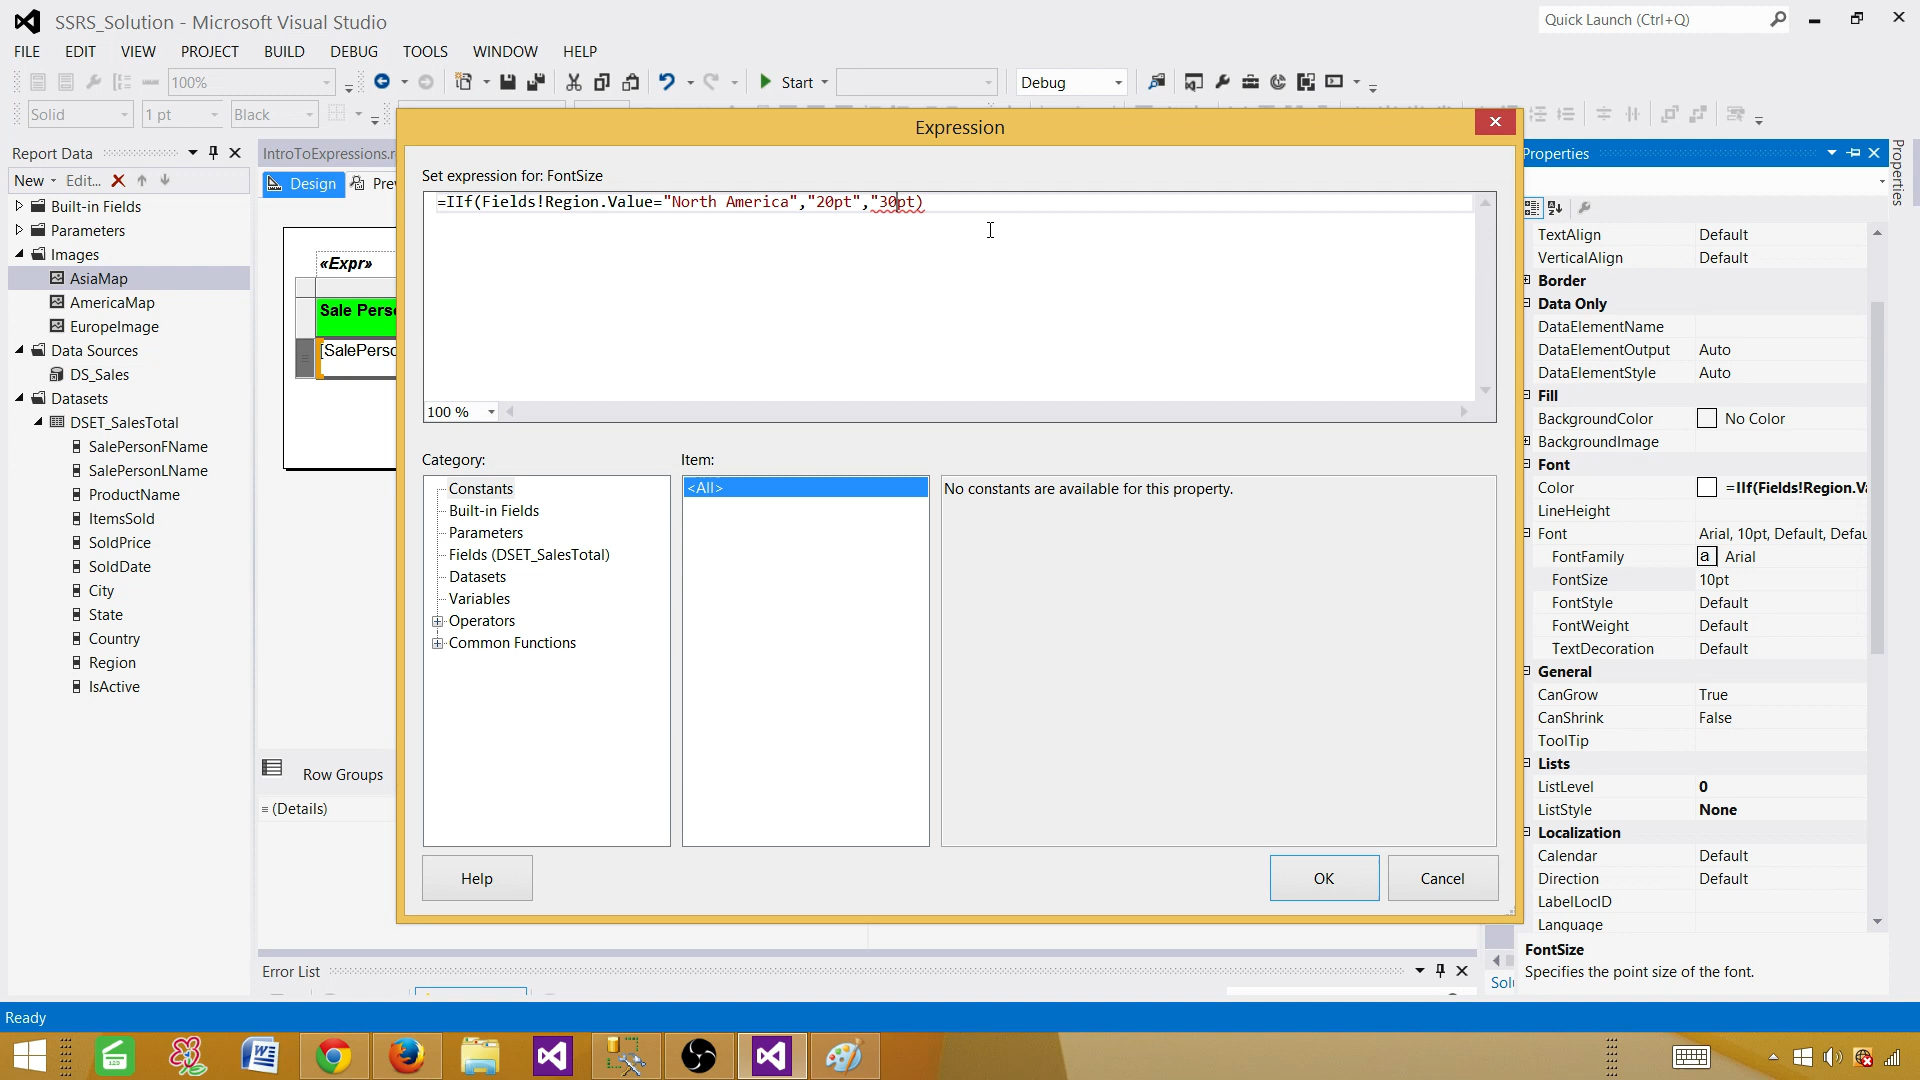 SSRS_Solution - Microsoft Visual Studio
Quick Launch (Ctrl+Q)
FILE EDIT VIEW PROJECT BUILD DEBUG TOOLS WINDOW HELP
100%
Start
Debug
Solid
1 pt
Black
Report Data
New Edit...
Built-in Fields
Parameters
Images
AsiaMap
AmericaMap
EuropeImage
Data Sources
DS_Sales
Datasets
DSET_SalesTotal
SalePersonFName
SalePersonLName
ProductName
ItemsSold
SoldPrice
SoldDate
City
State
Country
Region
IsActive
IntroToExpressions.r
Design
Pre
«Expr»
Sale Pers
[SalePerso
Row Groups
(Details)
Expression
Set expression for: FontSize
=IIf(Fields!Region.Value="North America","20pt","30pt)
100 %
Category:
Constants
Built-in Fields
Parameters
Fields (DSET_SalesTotal)
Datasets
Variables
Operators
Common Functions
Item:
<All>
No constants are available for this property.
Help
OK
Cancel
Properties
Properties
TextAlign Default
VerticalAlign Default
Border
Data Only
DataElementName
DataElementOutput Auto
DataElementStyle Auto
Fill
BackgroundColor No Color
BackgroundImage
Font
Color =IIf(Fields!Region.Va
LineHeight
Font Arial, 10pt, Default, Defau
FontFamily a Arial
FontSize 10pt
FontStyle Default
FontWeight Default
TextDecoration Default
General
CanGrow True
CanShrink False
ToolTip
Lists
ListLevel 0
ListStyle None
Localization
Calendar Default
Direction Default
LabelLocID
Language
FontSize
Specifies the point size of the font.
Solu
Error List
Ready